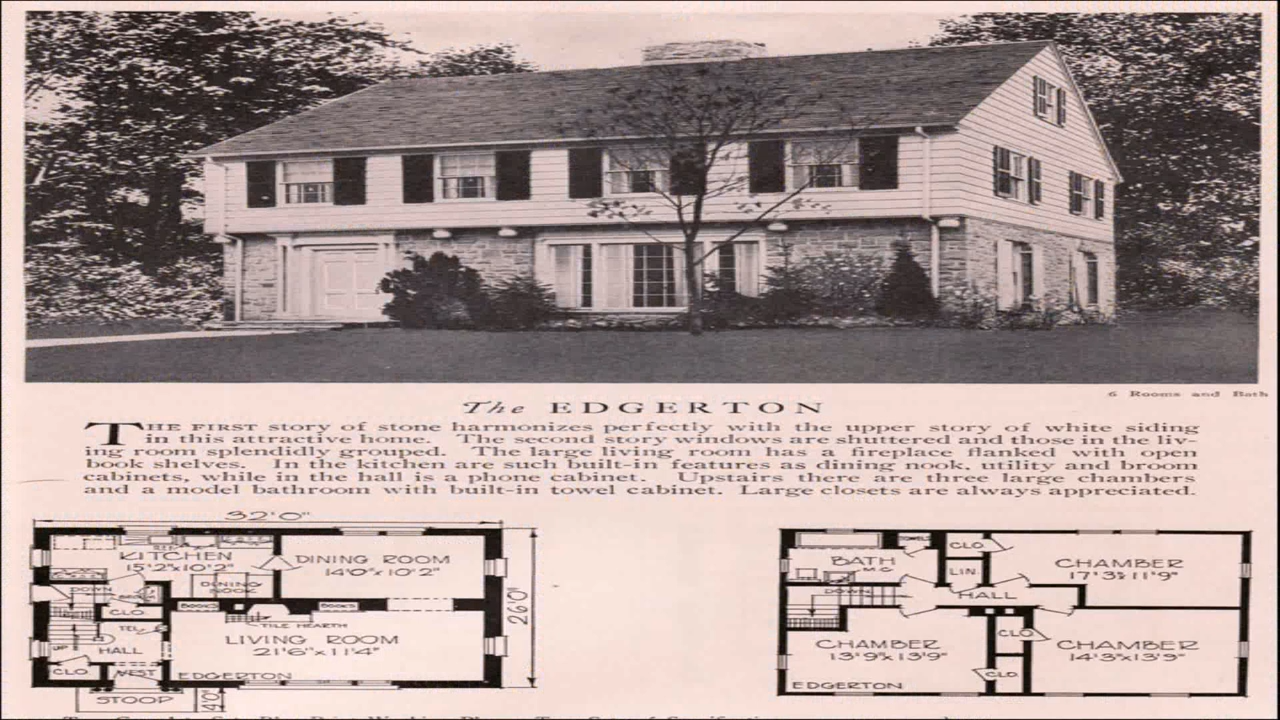 6 Rooms and Bath
The EDGERTON
THE FIRST story of stone harmonizes perfectly with the upper story of white siding
in this attractive home. The second story windows are shuttered and those in the liv-
ing room splendidly grouped. The large living room has a fireplace flanked with open
book shelves. In the kitchen are such built-in features as dining nook, utility and broom
cabinets, while in the hall is a phone cabinet. Upstairs there are three large chambers
and a model bathroom with built-in towel cabinet. Large closets are always appreciated.
32'0"
KITCHEN
15'2"x10'2"
DINING ROOM
14'0"x10'2"
DINING
NOOK
DOWN
CLO.
BOOKS
BOOKS
TILE HEARTH
TEL.
LIVING ROOM
21'6"x11'4"
UP
HALL
CLO
VEST
EDGERTON
STOOP
4'0"
26'0"
BATH
M.C.
TOWELS
CLO
LIN.
CHAMBER
17'3"x11'9"
DOWN
HALL
CHAMBER
13'9"x13'9"
CLO
CLO
CHAMBER
14'3"x13'9"
EDGERTON